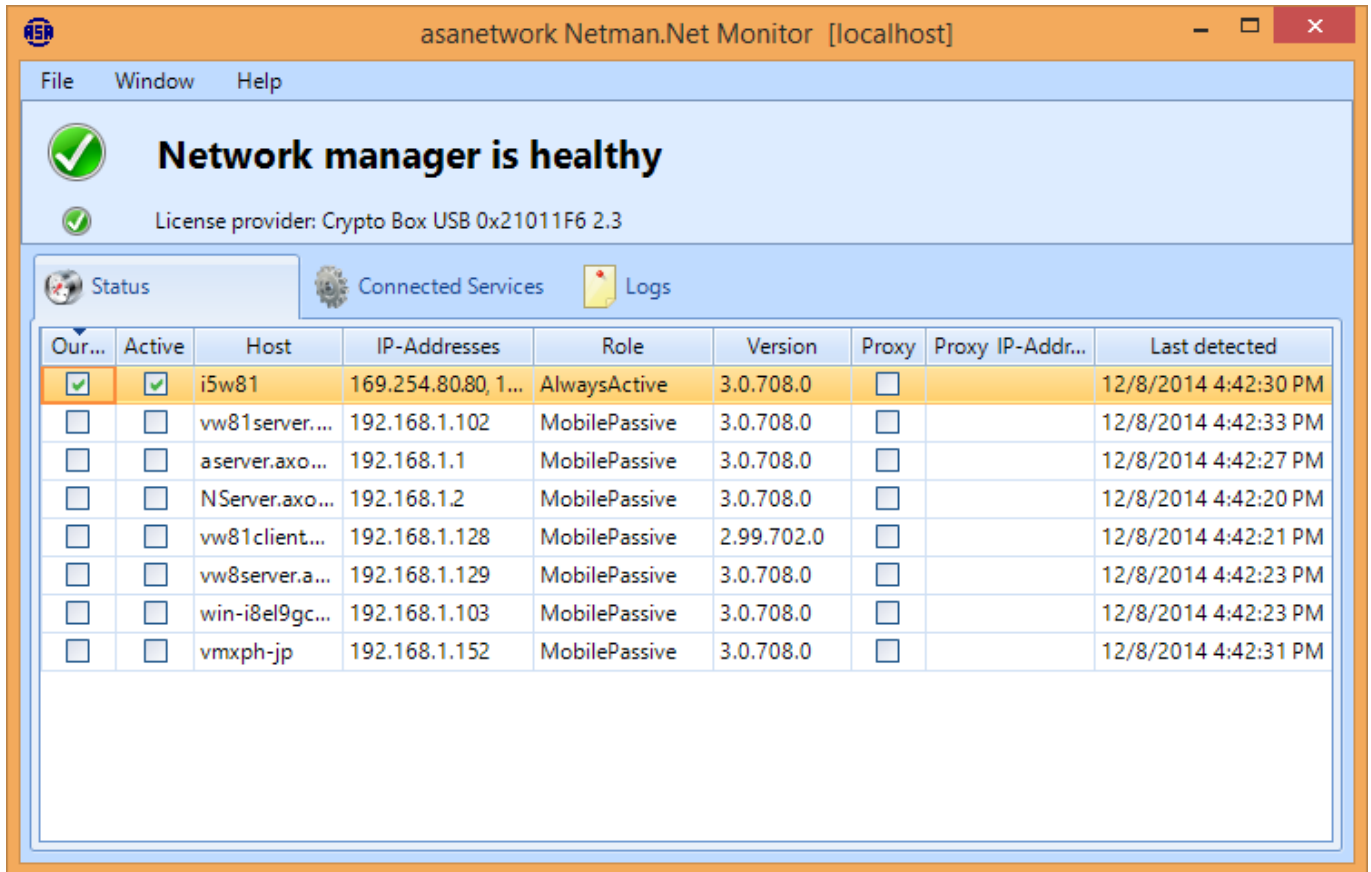 ASA asanetwork Netman.Net Monitor [localhost]
File Window Help
Network manager is healthy
License provider: Crypto Box USB 0x21011F6 2.3
Status Connected Services Logs
Our... Active Host IP-Addresses Role Version Proxy Proxy IP-Addr... Last detected
i5w81 169.254.80.80, 1... AlwaysActive 3.0.708.0 12/8/2014 4:42:30 PM
vw81server.... 192.168.1.102 MobilePassive 3.0.708.0 12/8/2014 4:42:33 PM
aserver.axo... 192.168.1.1 MobilePassive 3.0.708.0 12/8/2014 4:42:27 PM
NServer.axo... 192.168.1.2 MobilePassive 3.0.708.0 12/8/2014 4:42:20 PM
vw81client.... 192.168.1.128 MobilePassive 2.99.702.0 12/8/2014 4:42:21 PM
vw8server.a... 192.168.1.129 MobilePassive 3.0.708.0 12/8/2014 4:42:23 PM
win-i8el9gc... 192.168.1.103 MobilePassive 3.0.708.0 12/8/2014 4:42:23 PM
vmxph-jp 192.168.1.152 MobilePassive 3.0.708.0 12/8/2014 4:42:31 PM